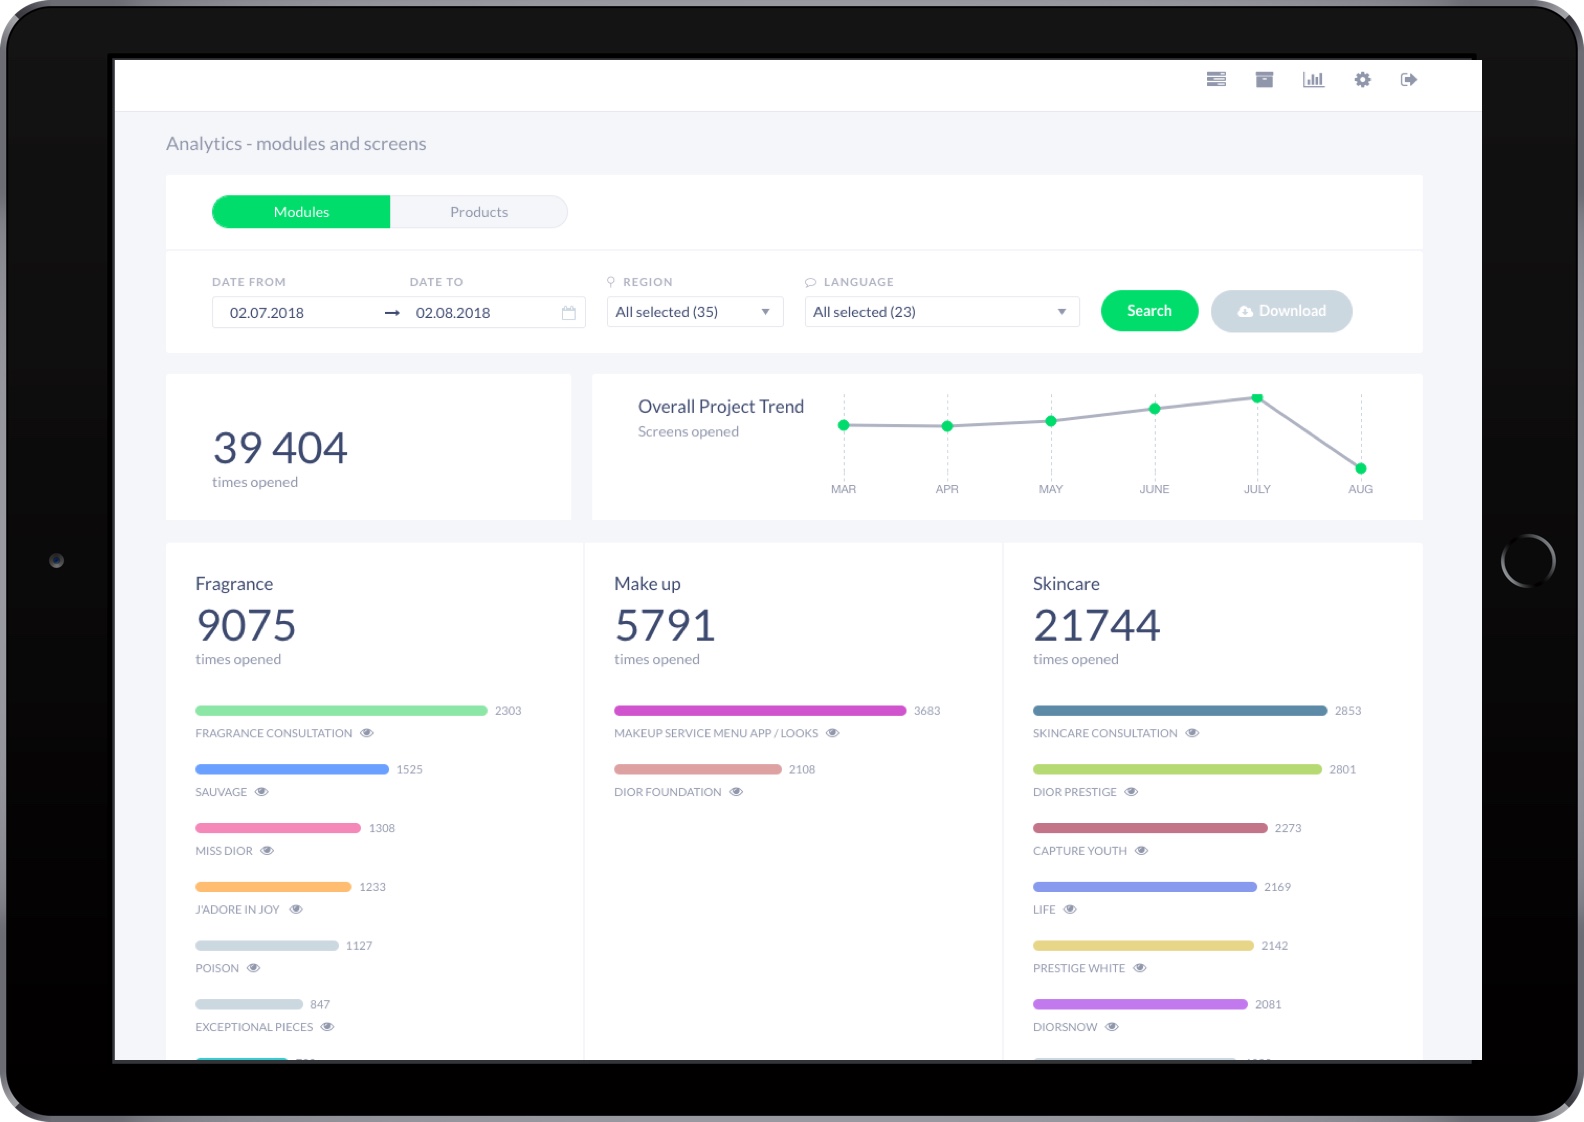 Analytics - modules and screens
Modules
Products
DATE FROM
DATE TO
REGION
LANGUAGE
02.07.2018
02.08.2018
All selected (35)
All selected (23)
Search
Download
39 404
times opened
Overall Project Trend
Screens opened
MAR
APR
MAY
JUNE
JULY
AUG
Fragrance
9075
times opened
2303
FRAGRANCE CONSULTATION
1525
SAUVAGE
1308
MISS DIOR
1233
J'ADORE IN JOY
1127
POISON
847
EXCEPTIONAL PIECES
Make up
5791
times opened
3683
MAKEUP SERVICE MENU APP / LOOKS
2108
DIOR FOUNDATION
Skincare
21744
times opened
2853
SKINCARE CONSULTATION
2801
DIOR PRESTIGE
2273
CAPTURE YOUTH
2169
LIFE
2142
PRESTIGE WHITE
2081
DIORSNOW